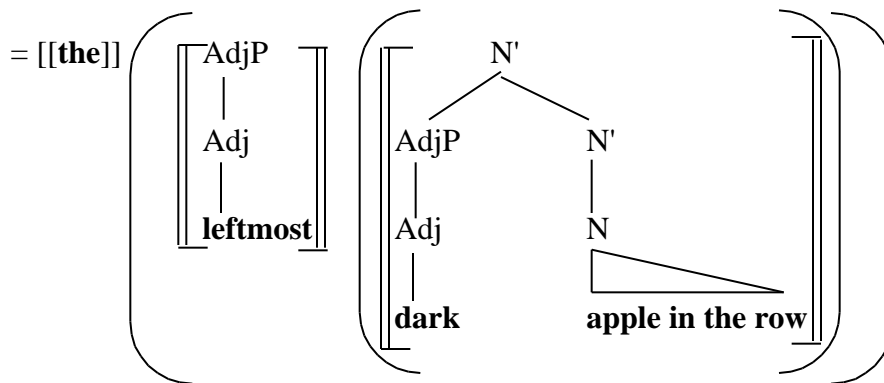 = [[the]] AdjP N'
Adj AdjP N'
leftmost Adj N
dark apple in the row